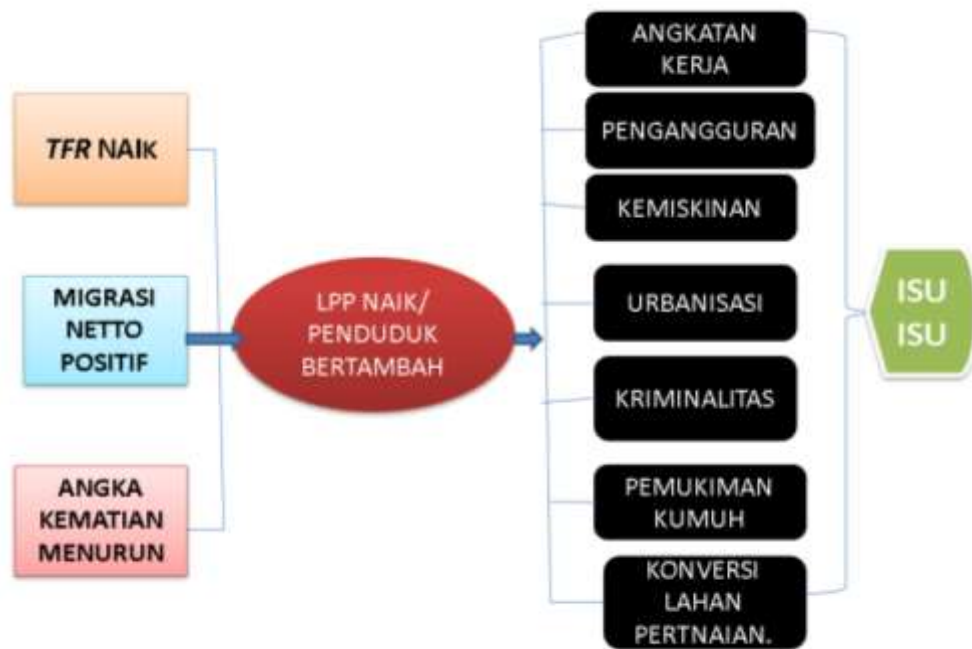 TFR NAIK
MIGRASI
NETTO
POSITIF
ANGKA
KEMATIAN
MENURUN
LPP NAIK/
PENDUDUK
BERTAMBAH
ANGKATAN
KERJA
PENGANGGURAN
KEMISKINAN
URBANISASI
KRIMINALITAS
PEMUKIMAN
KUMUH
KONVERSI
LAHAN
PERTNAIAN.
ISU
ISU